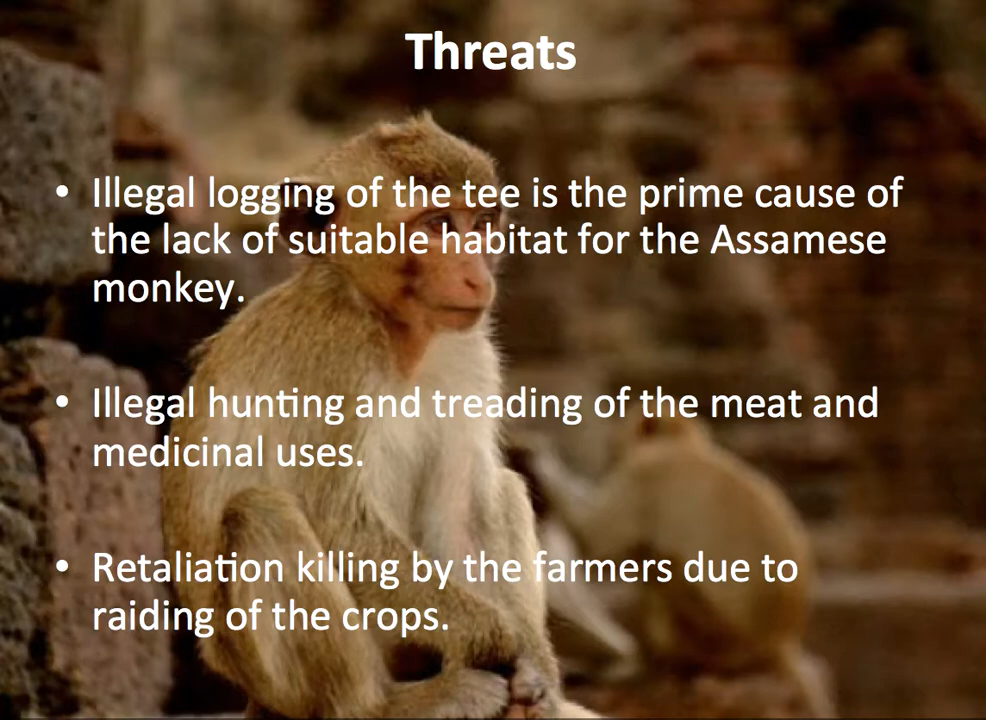 Threats
• Illegal logging of the tee is the prime cause of
the lack of suitable habitat for the Assamese
monkey.
• Illegal hunting and treading of the meat and
medicinal uses.
• Retaliation killing by the farmers due to
raiding of the crops.